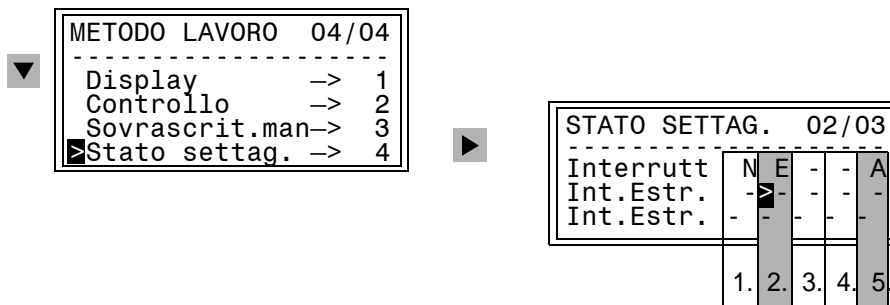 METODO LAVORO 04/04
--------------------
Display —> 1
Controllo —> 2
Sovrascrit.man—> 3
>Stato settag. —> 4
STATO SETTAG. 02/03
--------------------
Interrutt N E - - A
Int.Estr. - >- - - -
Int.Estr. - - - - -
1. 2. 3. 4. 5.